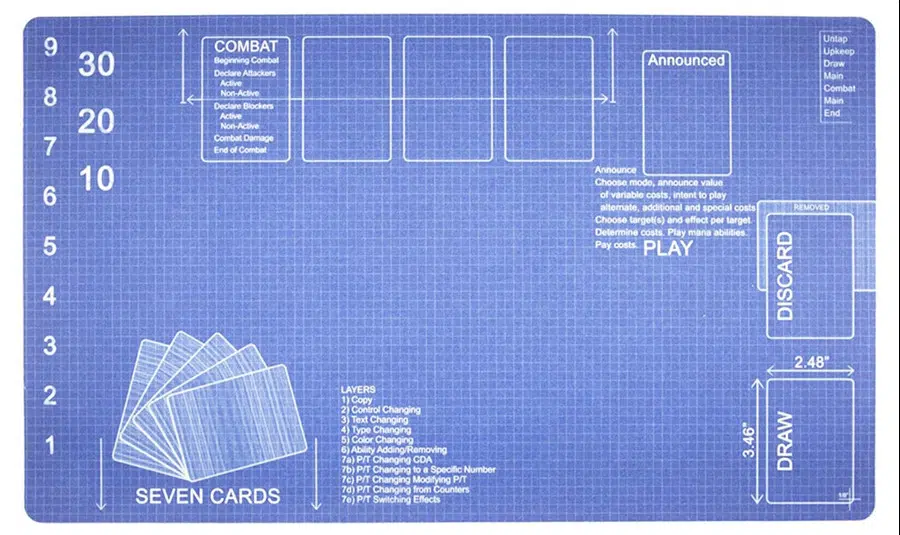 9
8
7
6
5
4
3
2
1
30
20
10
COMBAT
Beginning Combat
Declare Attackers
Active
Non-Active
Declare Blockers
Active
Non-Active
Combat Damage
End of Combat
Announced
Announce
Choose mode, announce value
of variable costs, intent to play
alternate, additional and special costs
Choose target(s) and effect per target.
Determine costs. Play mana abilities.
Pay costs. PLAY
Untap
Upkeep
Draw
Main
Combat
Main
End
REMOVED
DISCARD
2.48"
3.46"
DRAW
1/8"
SEVEN CARDS
LAYERS
1) Copy
2) Control Changing
3) Text Changing
4) Type Changing
5) Color Changing
6) Ability Adding/Removing
7a) P/T Changing CDA
7b) P/T Changing to a Specific Number
7c) P/T Changing Modifying P/T
7d) P/T Changing from Counters
7e) P/T Switching Effects